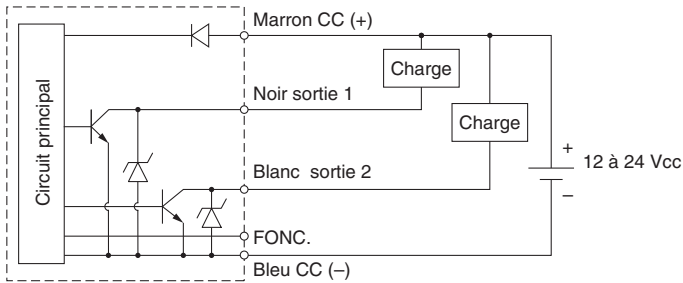 Marron CC (+)
Charge
Noir sortie 1
Charge
Circuit principal
+
12 à 24 Vcc
–
Blanc sortie 2
FONC.
Bleu CC (–)